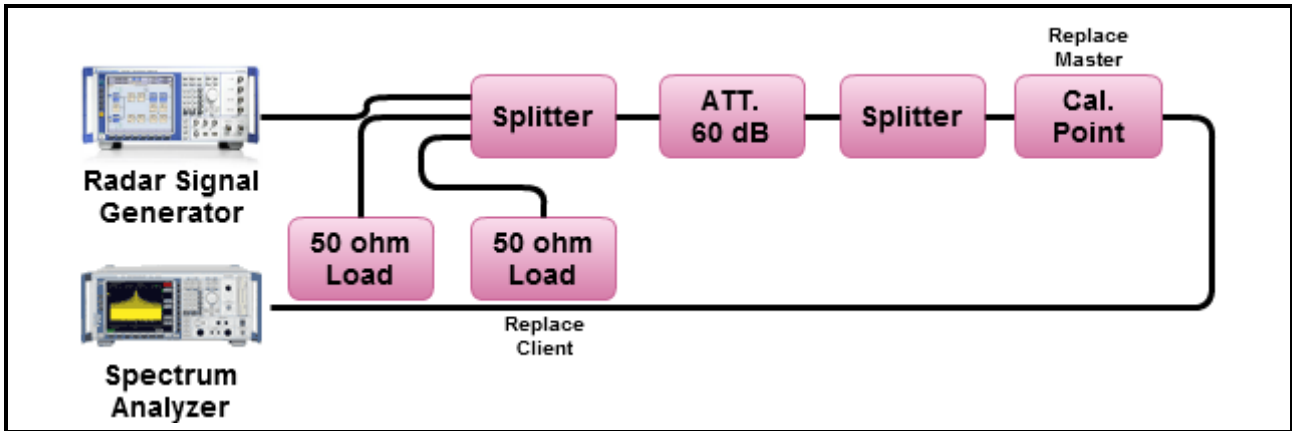 Replace
Master
Splitter
ATT.
60 dB
Splitter
Cal.
Point
Radar Signal
Generator
50 ohm
Load
50 ohm
Load
Replace
Client
Spectrum
Analyzer